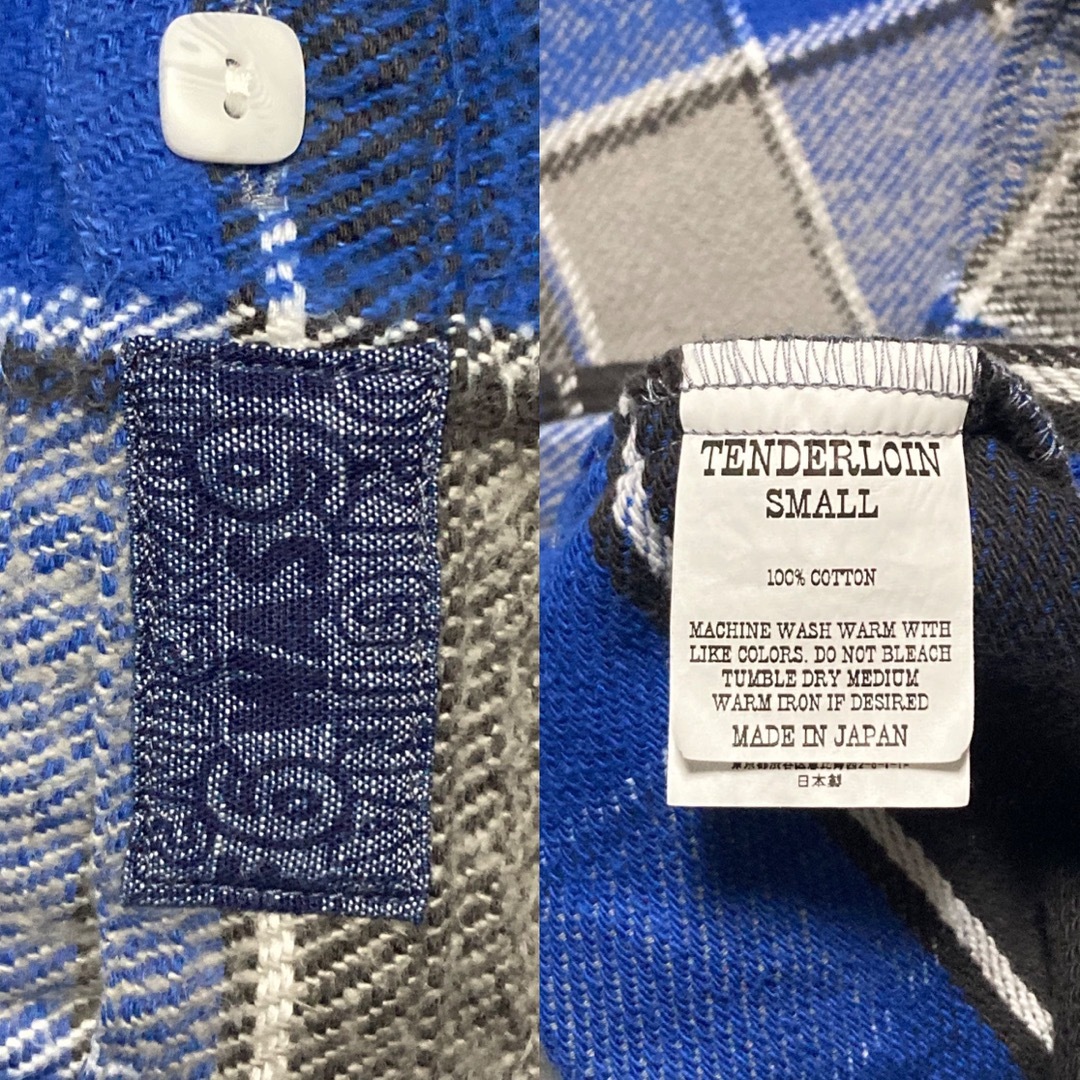 TENDERLOIN
SMALL
100% COTTON
MACHINE WASH WARM WITH
LIKE COLORS. DO NOT BLEACH
TUMBLE DRY MEDIUM
WARM IRON IF DESIRED
MADE IN JAPAN
日本製